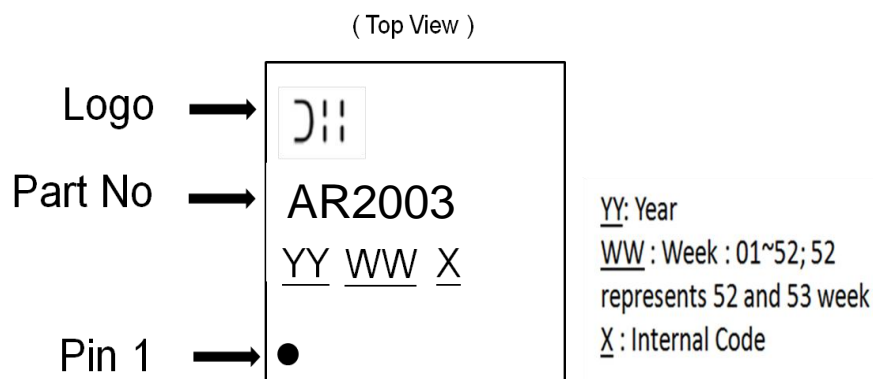 ( Top View )
Logo
Part No
AR2003
YY WW X
Pin 1
YY: Year
WW : Week : 01~52; 52
represents 52 and 53 week
X : Internal Code